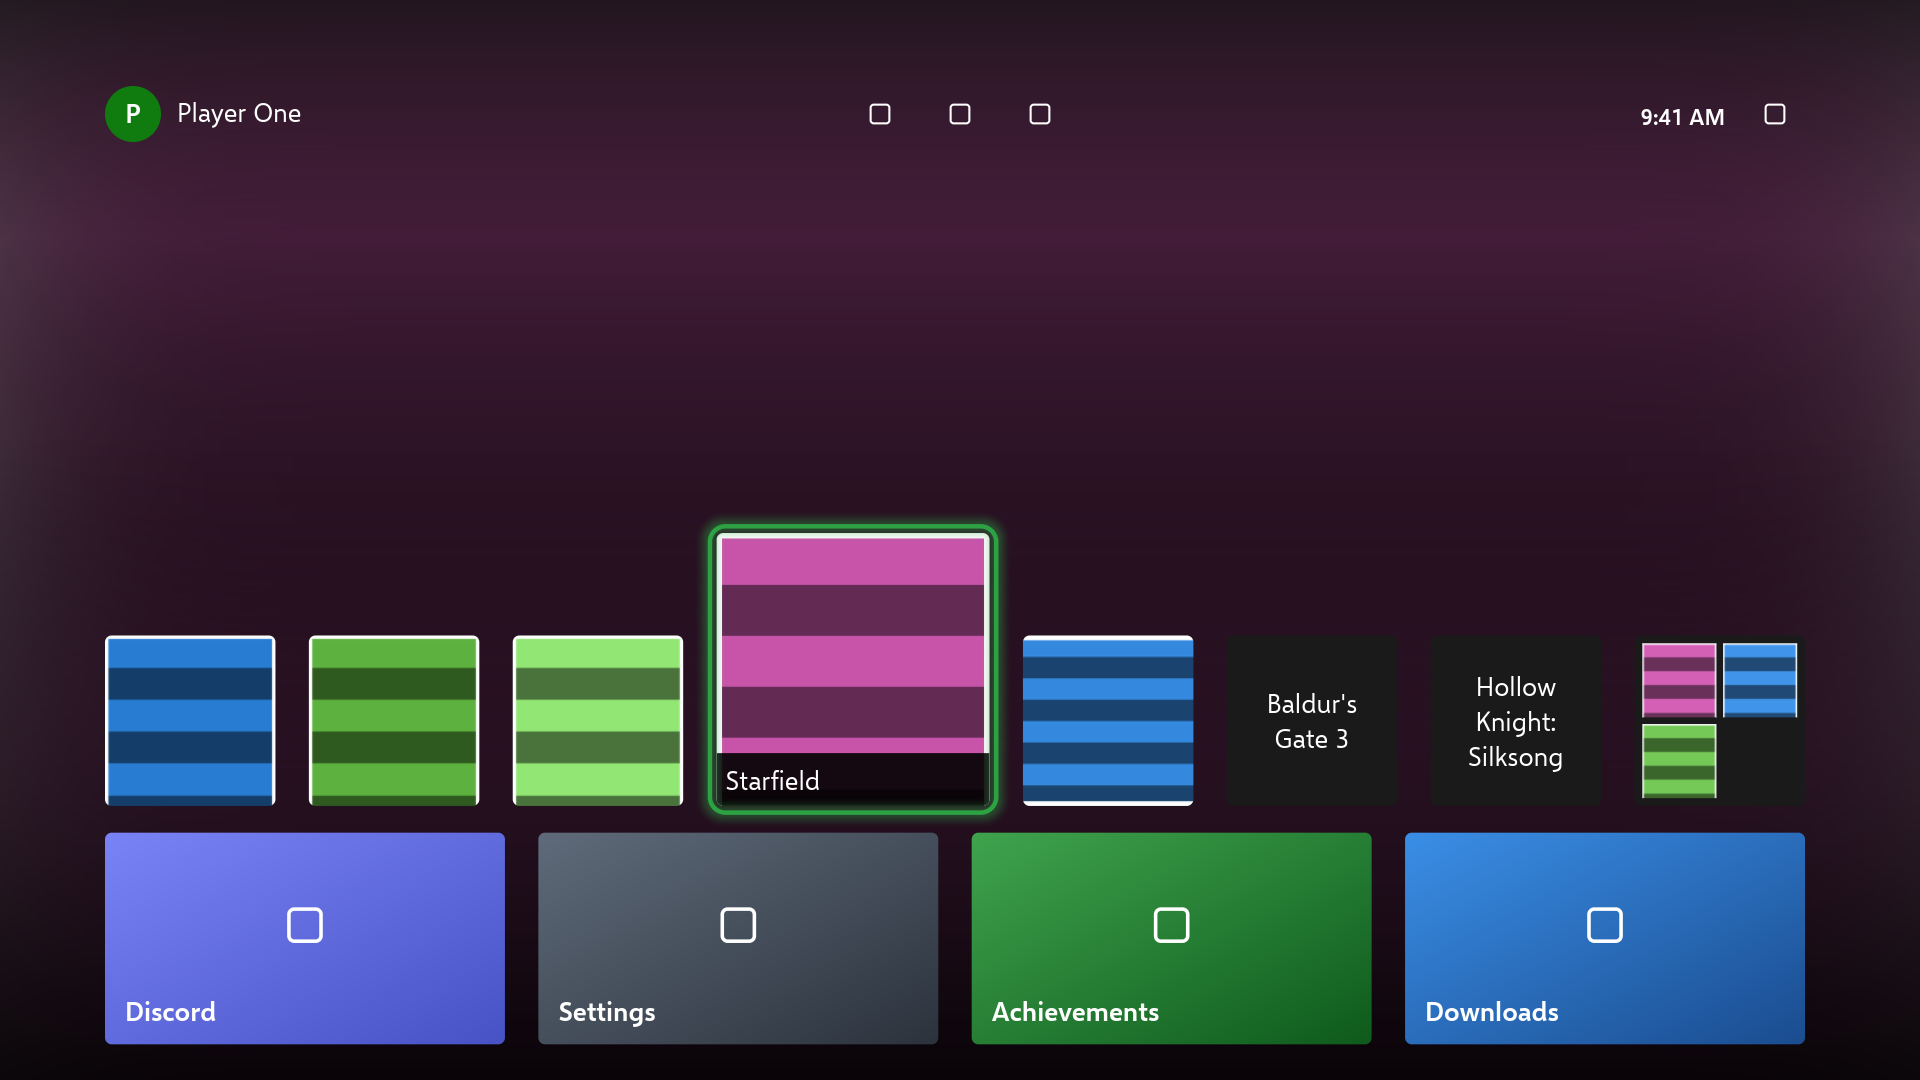 P
Player One
9:41 AM
Starfield
Baldur's
Gate 3
Hollow
Knight:
Silksong
Discord
Settings
Achievements
Downloads